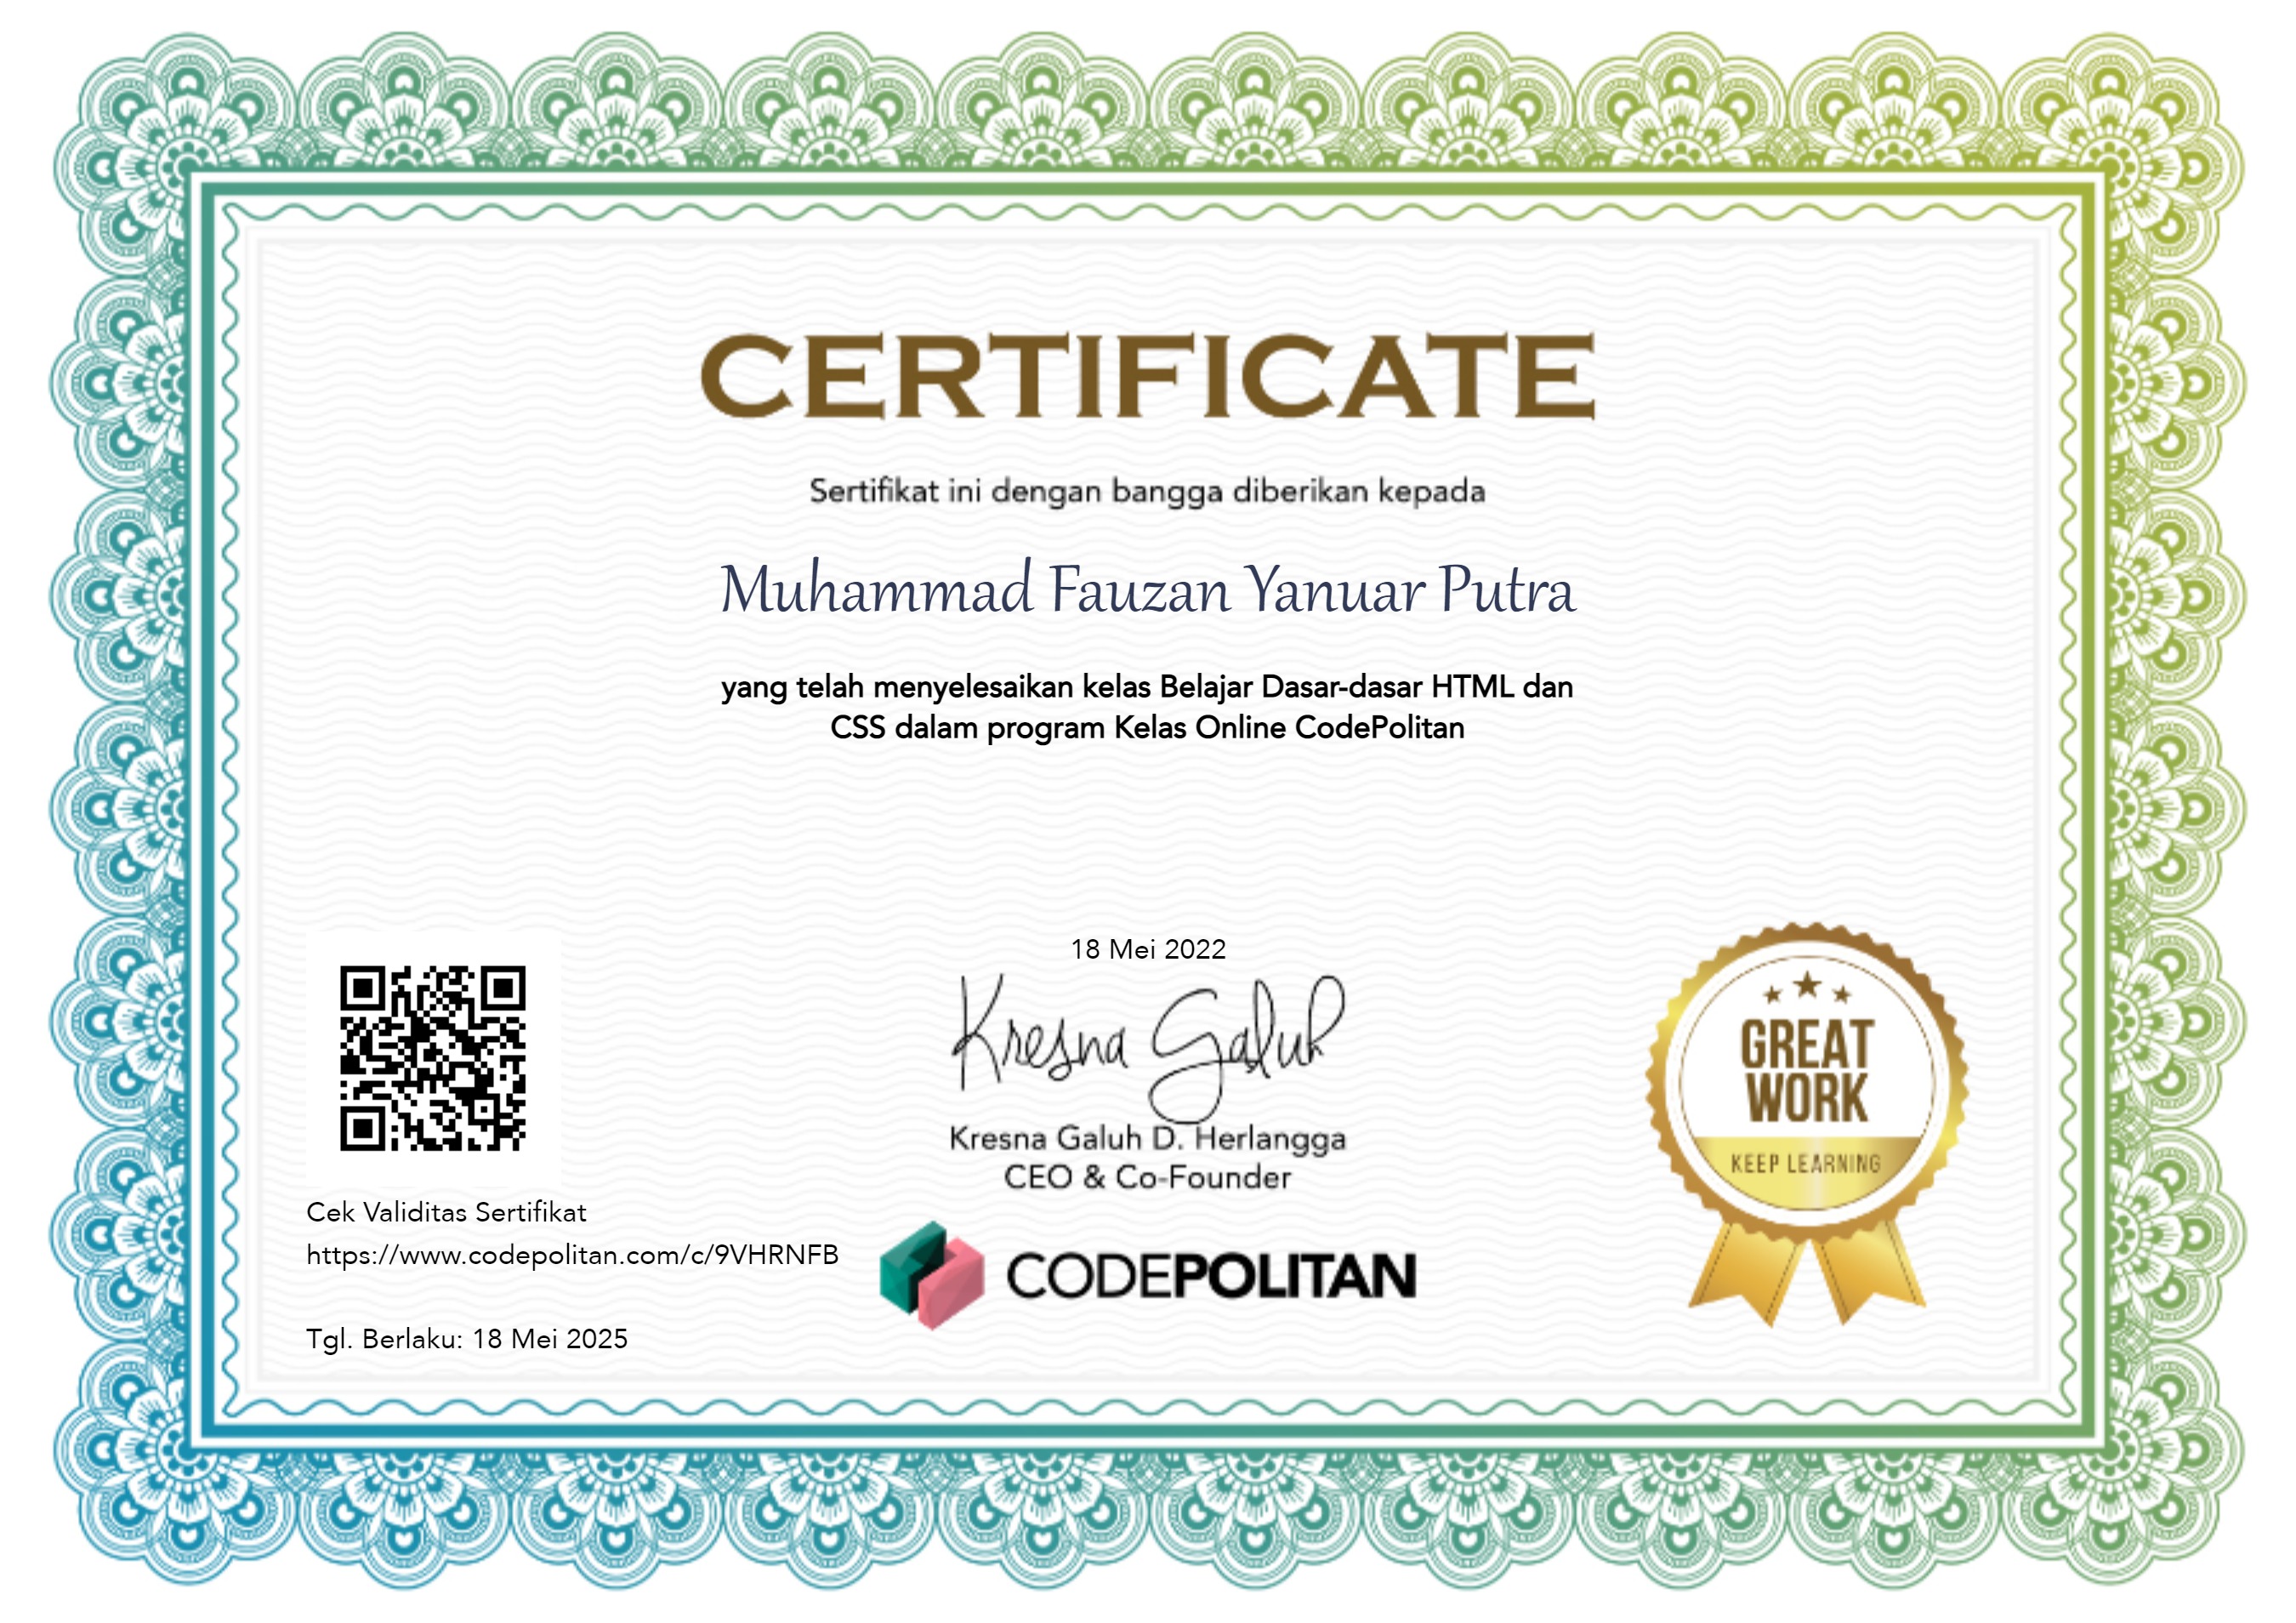 CERTIFICATE
Sertifikat ini dengan bangga diberikan kepada
Muhammad Fauzan Yanuar Putra
yang telah menyelesaikan kelas Belajar Dasar-dasar HTML dan
CSS dalam program Kelas Online CodePolitan
18 Mei 2022
Kresna Galuh
Kresna Galuh D. Herlangga
CEO & Co-Founder
CODEPOLITAN
Cek Validitas Sertifikat
https://www.codepolitan.com/c/9VHRNFB
Tgl. Berlaku: 18 Mei 2025
GREAT
WORK
KEEP LEARNING